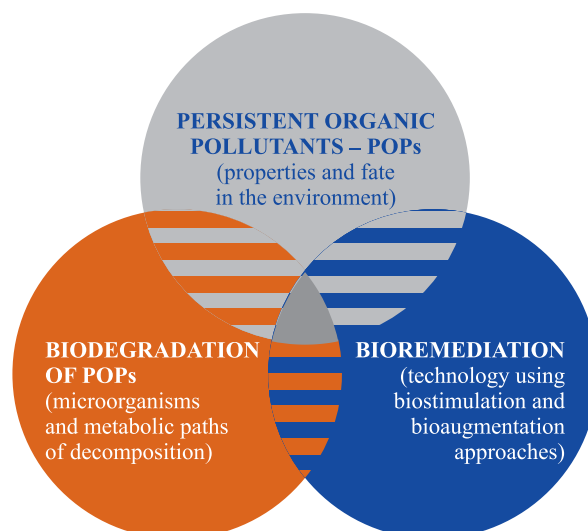 PERSISTENT ORGANIC
POLLUTANTS – POPs
(properties and fate
in the environment)
BIODEGRADATION
OF POPs
(microorganisms
and metabolic paths
of decomposition)
BIOREMEDIATION
(technology using
biostimulation and
bioaugmentation
approaches)